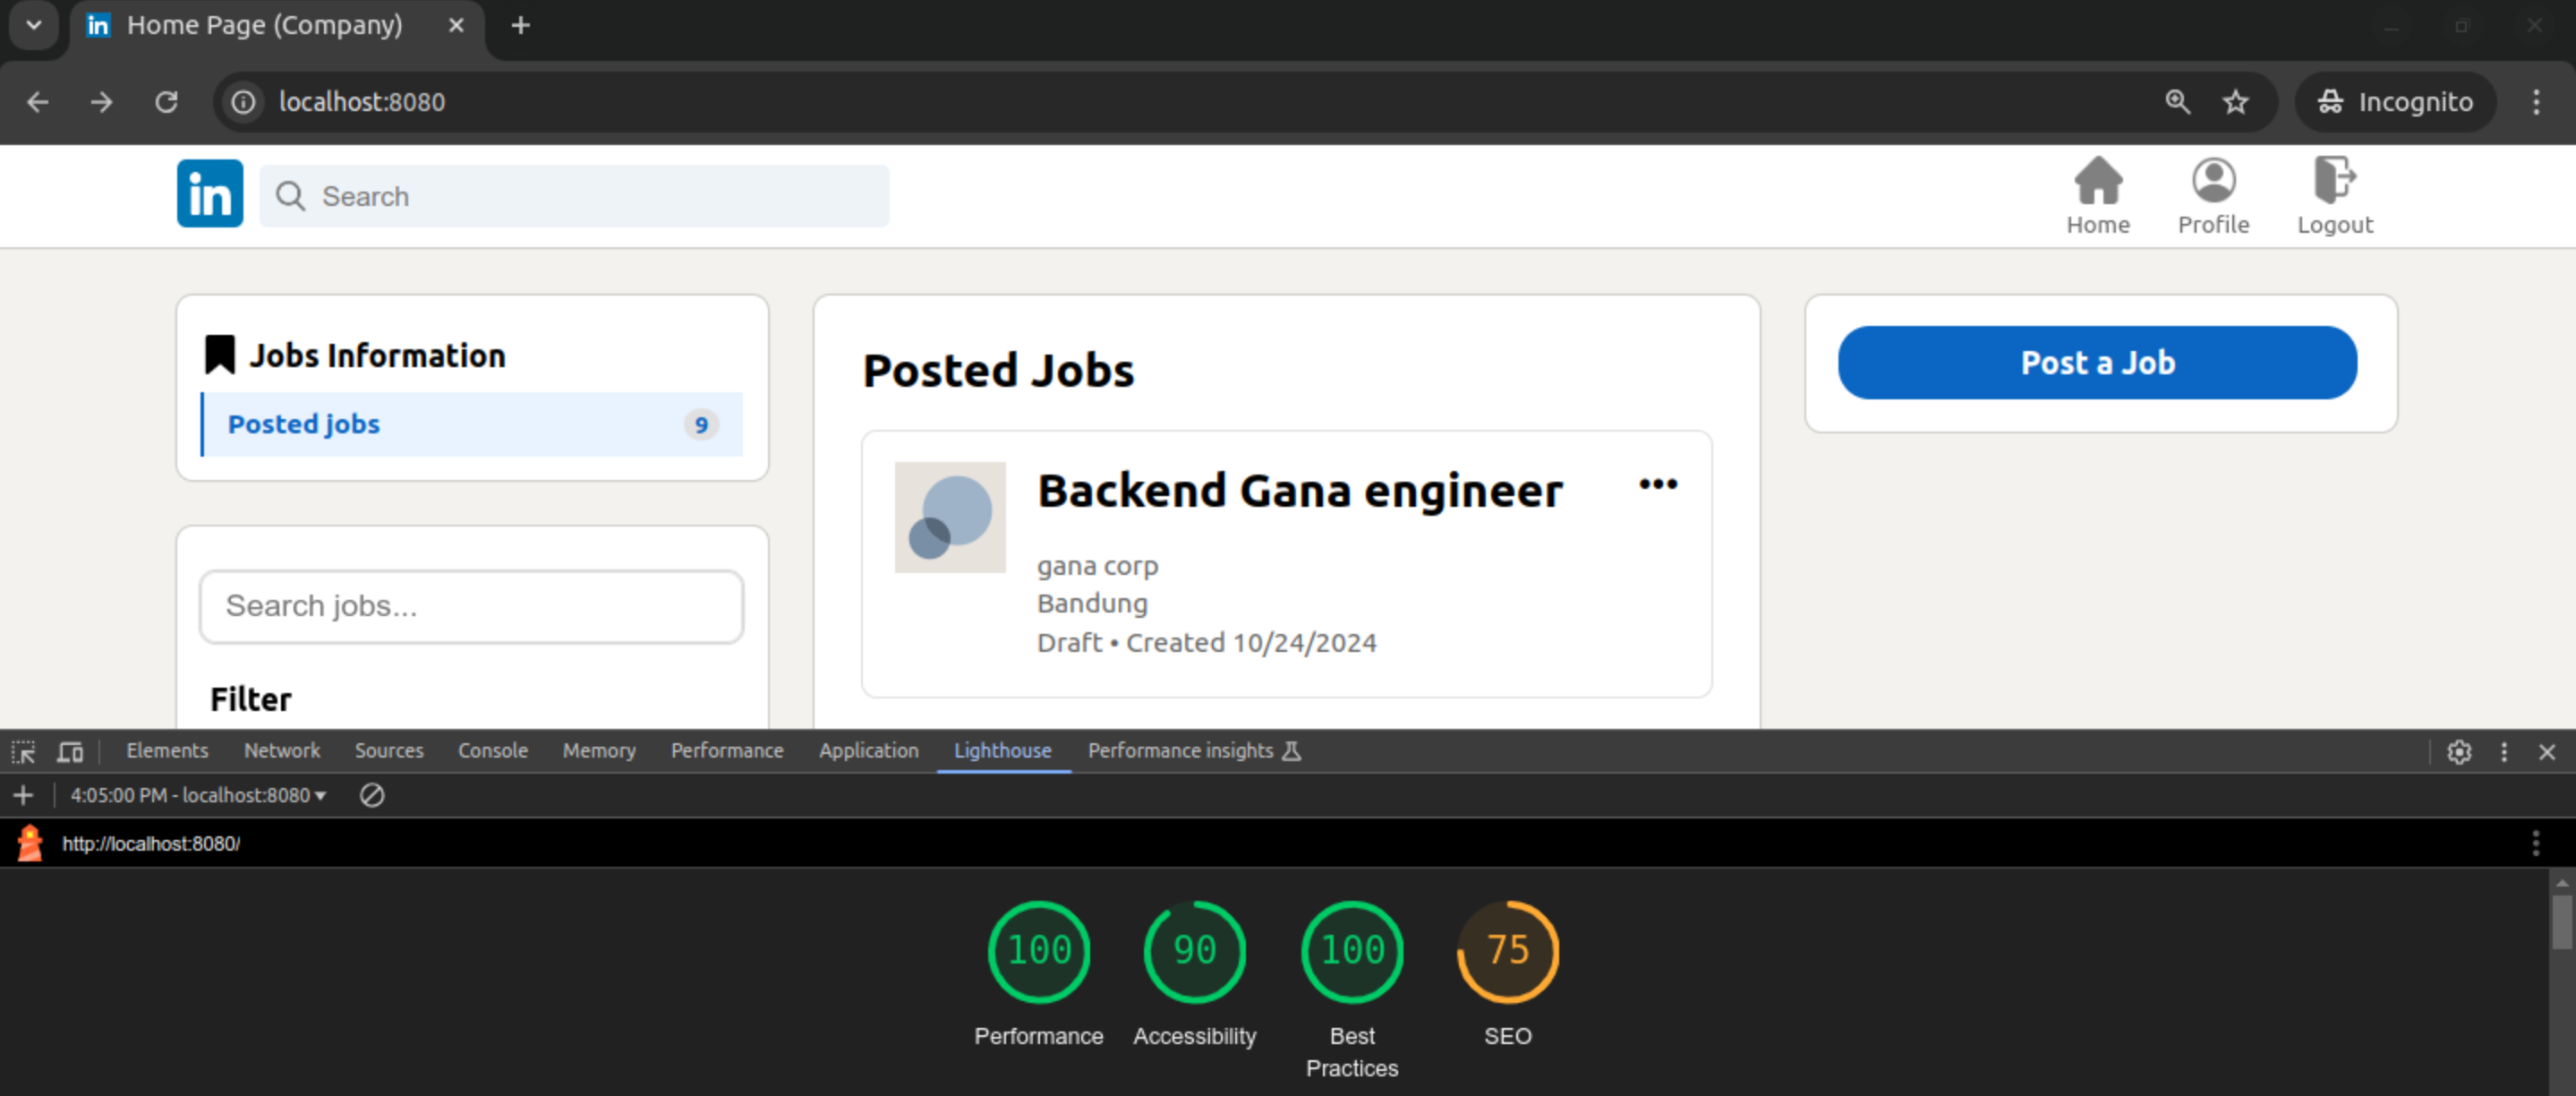 in Home Page (Company)
localhost:8080
Incognito
in
Search
Home
Profile
Logout
Jobs Information
Posted jobs
9
Search jobs...
Filter
Posted Jobs
Backend Gana engineer
gana corp
Bandung
Draft • Created 10/24/2024
Post a Job
Elements Network Sources Console Memory Performance Application Lighthouse Performance insights
4:05:00 PM - localhost:8080
http://localhost:8080/
100
Performance
90
Accessibility
100
Best
Practices
75
SEO